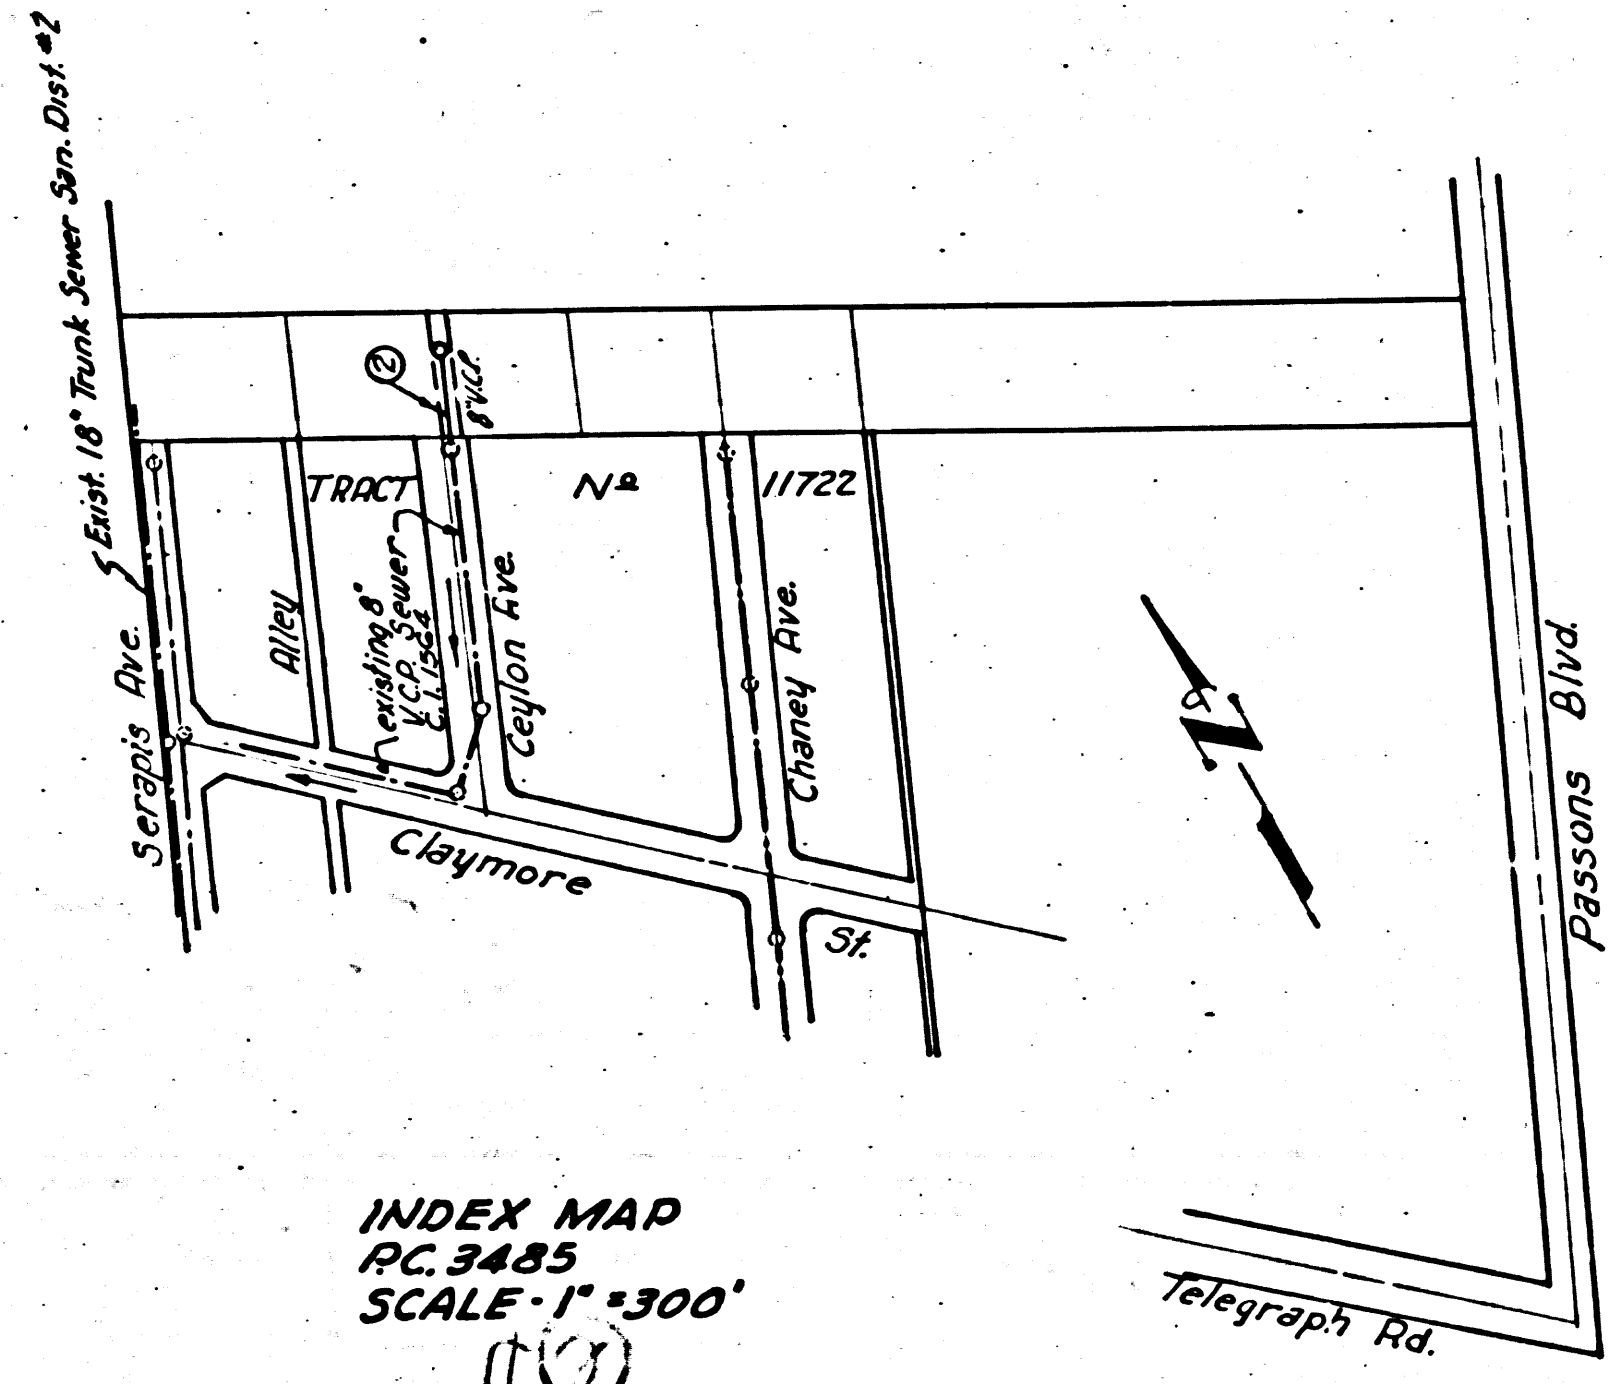 Exist. 18" Trunk Sewer San. Dist. #2
2
8" V.C.P.
TRACT Nº 11722
existing 8"
V.C.P. Sewer
C.I. 1564
Alley
Serapis Ave.
Ceylon Ave.
Chaney Ave.
Claymore St.
N
Passons Blvd.
Telegraph Rd.
INDEX MAP
P.C. 3485
SCALE - 1" = 300'